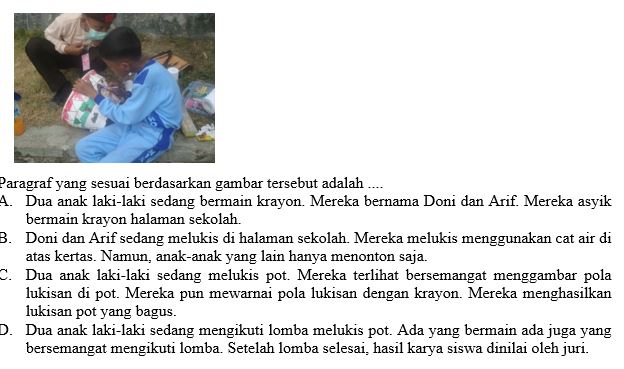 Paragraf yang sesuai berdasarkan gambar tersebut adalah ....
A. Dua anak laki-laki sedang bermain krayon. Mereka bernama Doni dan Arif. Mereka asyik
bermain krayon halaman sekolah.
B. Doni dan Arif sedang melukis di halaman sekolah. Mereka melukis menggunakan cat air di
atas kertas. Namun, anak-anak yang lain hanya menonton saja.
C. Dua anak laki-laki sedang melukis pot. Mereka terlihat bersemangat menggambar pola
lukisan di pot. Mereka pun mewarnai pola lukisan dengan krayon. Mereka menghasilkan
lukisan pot yang bagus.
D. Dua anak laki-laki sedang mengikuti lomba melukis pot. Ada yang bermain ada juga yang
bersemangat mengikuti lomba. Setelah lomba selesai, hasil karya siswa dinilai oleh juri.